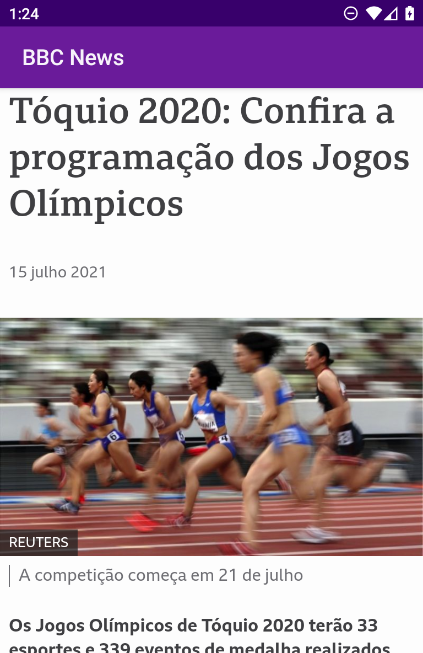 1:24
BBC News
Tóquio 2020: Confira a
programação dos Jogos
Olímpicos
15 julho 2021
REUTERS
A competição começa em 21 de julho
Os Jogos Olímpicos de Tóquio 2020 terão 33
esportes e 339 eventos de medalha realizados